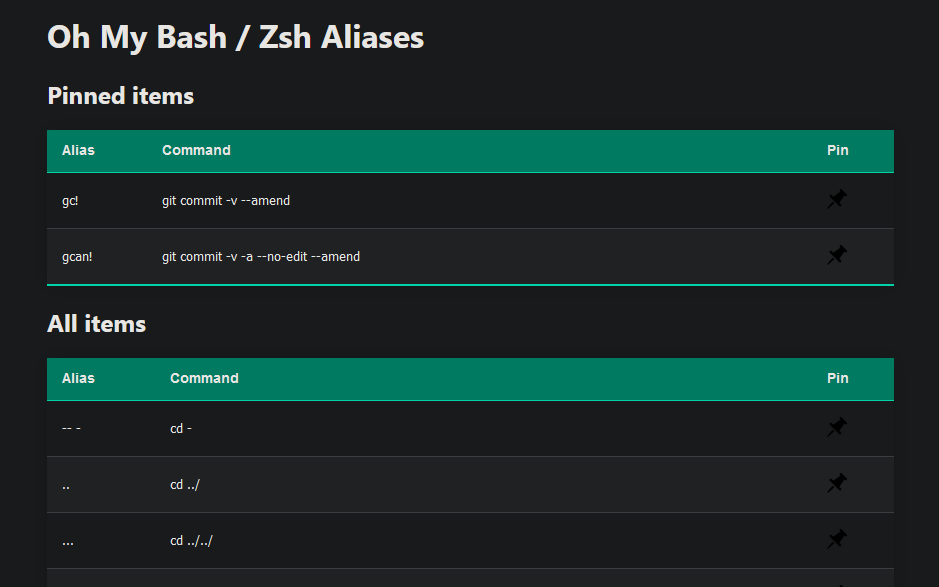 Oh My Bash / Zsh Aliases
Pinned items
Alias Command Pin
gc! git commit -v --amend
gcan! git commit -v -a --no-edit --amend
All items
Alias Command Pin
-- - cd -
.. cd ../
... cd ../../